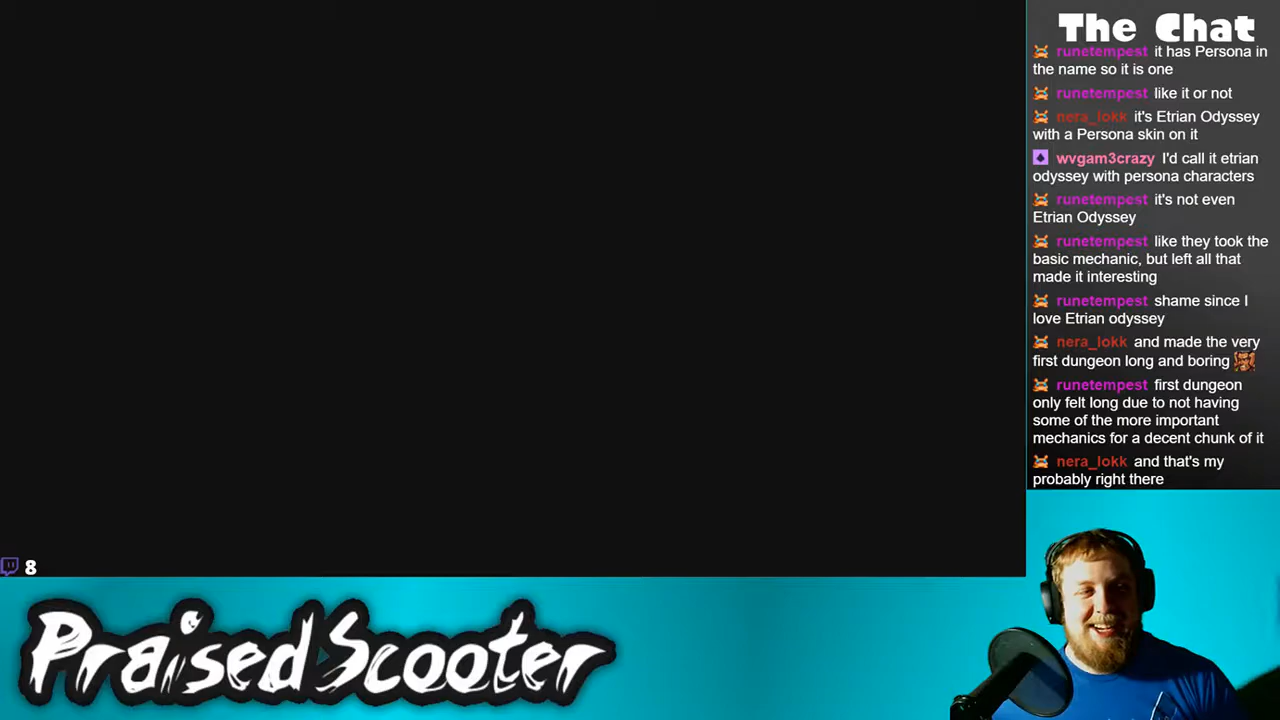 The Chat
runetempest it has Persona in
the name so it is one
runetempest like it or not
nera_lokk it's Etrian Odyssey
with a Persona skin on it
wvgam3crazy I'd call it etrian
odyssey with persona characters
runetempest it's not even
Etrian Odyssey
runetempest like they took the
basic mechanic, but left all that
made it interesting
runetempest shame since I
love Etrian odyssey
nera_lokk and made the very
first dungeon long and boring
runetempest first dungeon
only felt long due to not having
some of the more important
mechanics for a decent chunk of it
nera_lokk and that's my
probably right there
8
PraisedScooter